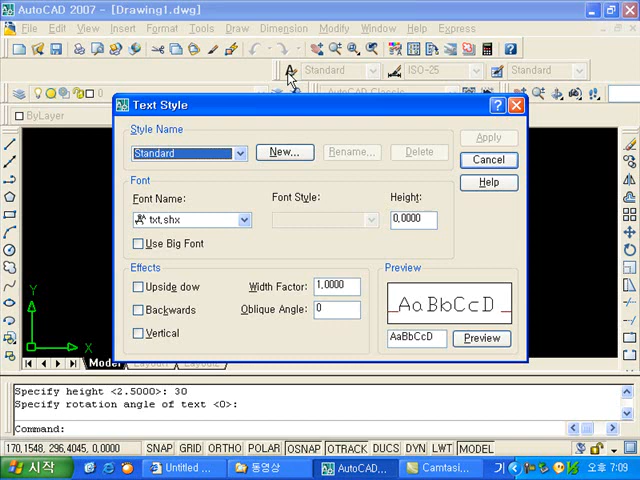 AutoCAD 2007 - [Drawing1.dwg]
File Edit View Insert Format Tools Draw Dimension Modify Window Help Express
Standard ISO-25 Standard
0 AutoCAD Classic
ByLayer
Text Style
Style Name
Standard New... Rename... Delete Apply
Cancel
Help
Font
Font Name: Font Style: Height:
txt.shx 0,0000
Use Big Font
Effects Preview
Upside dow Width Factor: 1,0000
Backwards Oblique Angle: 0
Vertical
AaBbCcD
AaBbCcD Preview
Y
X
Model Layout1 Layout2
Specify height <2.5000>: 30
Specify rotation angle of text <0>:
Command:
170,1548, 296,4045, 0,0000 SNAP GRID ORTHO POLAR OSNAP OTRACK DUCS DYN LWT MODEL
시작 Untitled 동영상 AutoCAD... Camtasi... 가 오후 7:09